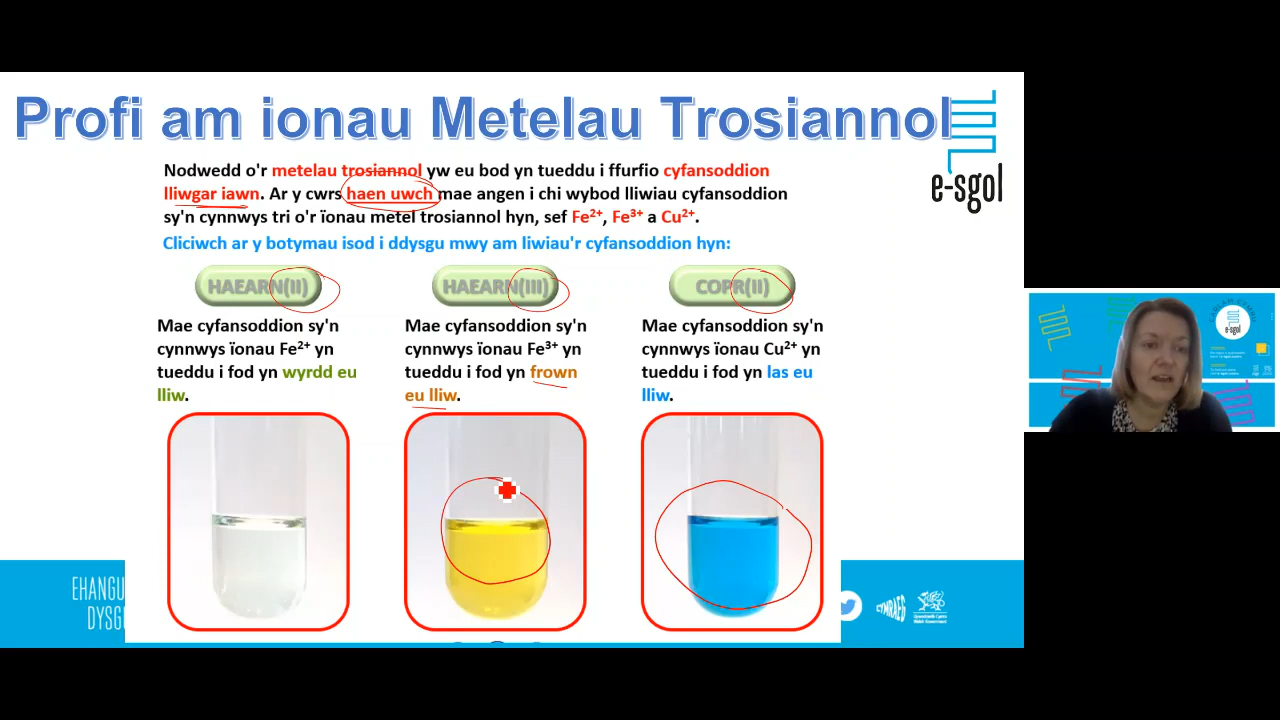 Profi am ionau Metelau Trosiannol
Nodwedd o'r metelau trosiannol yw eu bod yn tueddu i ffurfio cyfansoddion
lliwgar iawn. Ar y cwrs haen uwch mae angen i chi wybod lliwiau cyfansoddion
sy'n cynnwys tri o'r ïonau metel trosiannol hyn, sef Fe²⁺, Fe³⁺ a Cu²⁺.
Cliciwch ar y botymau isod i ddysgu mwy am liwiau'r cyfansoddion hyn:
e-sgol
HAEARN(II)
Mae cyfansoddion sy'n
cynnwys ïonau Fe²⁺ yn
tueddu i fod yn wyrdd eu
lliw.
HAEARN(III)
Mae cyfansoddion sy'n
cynnwys ïonau Fe³⁺ yn
tueddu i fod yn frown
eu lliw.
COPR(II)
Mae cyfansoddion sy'n
cynnwys ïonau Cu²⁺ yn
tueddu i fod yn las eu
lliw.
EHANGU
DYSG
CYMRAEG
e-sgol